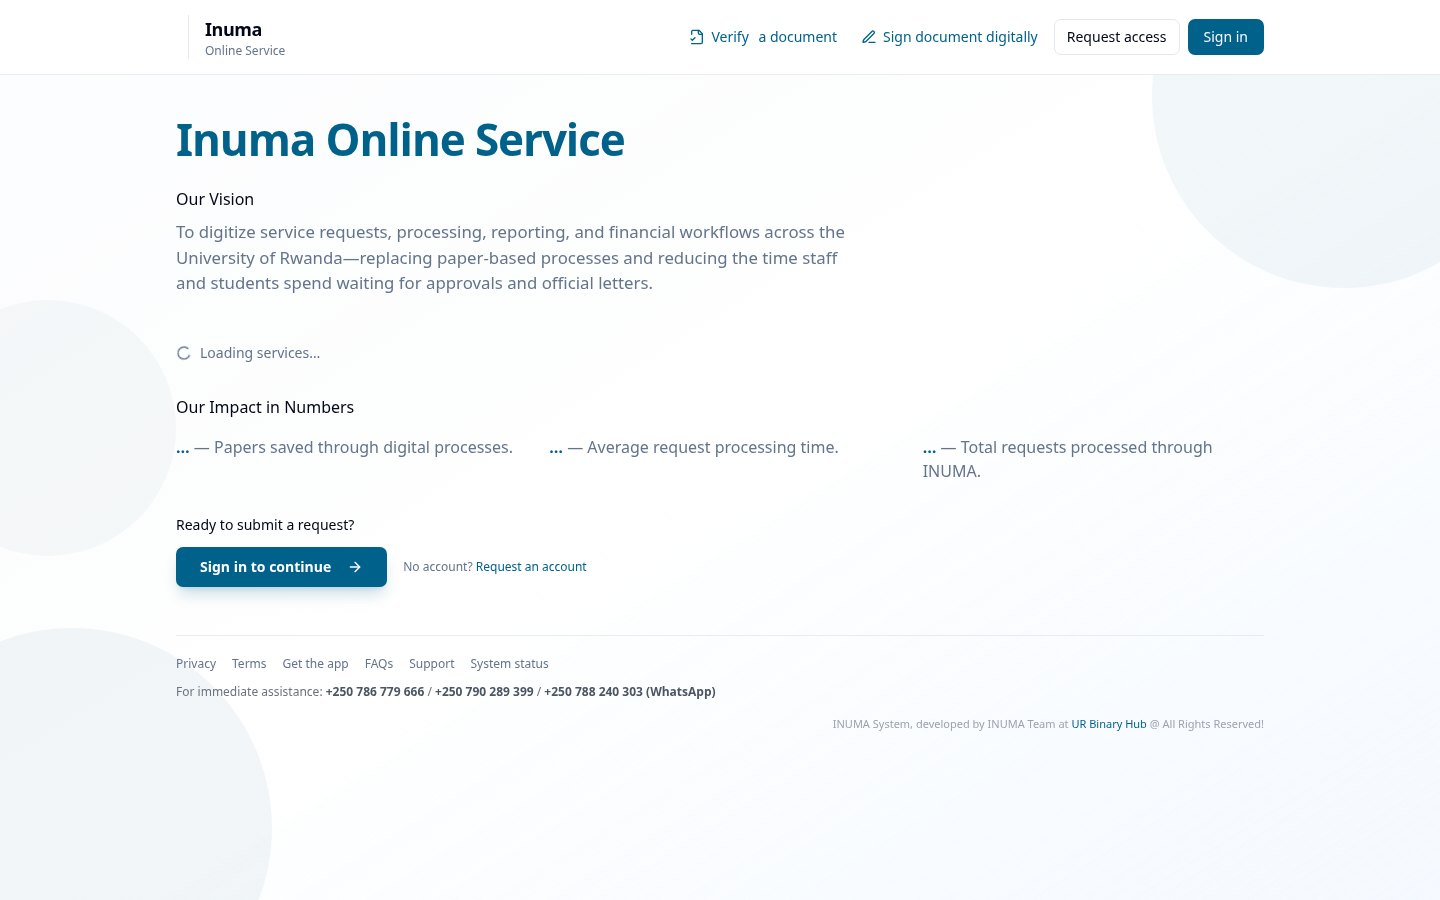 Inuma
Online Service
Verify a document
Sign document digitally
Request access
Sign in
Inuma Online Service
Our Vision
To digitize service requests, processing, reporting, and financial workflows across the
University of Rwanda—replacing paper-based processes and reducing the time staff
and students spend waiting for approvals and official letters.
Loading services...
Our Impact in Numbers
... — Papers saved through digital processes.
... — Average request processing time.
... — Total requests processed through
INUMA.
Ready to submit a request?
Sign in to continue
No account? Request an account
Privacy Terms Get the app FAQs Support System status
For immediate assistance: +250 786 779 666 / +250 790 289 399 / +250 788 240 303 (WhatsApp)
INUMA System, developed by INUMA Team at UR Binary Hub @ All Rights Reserved!